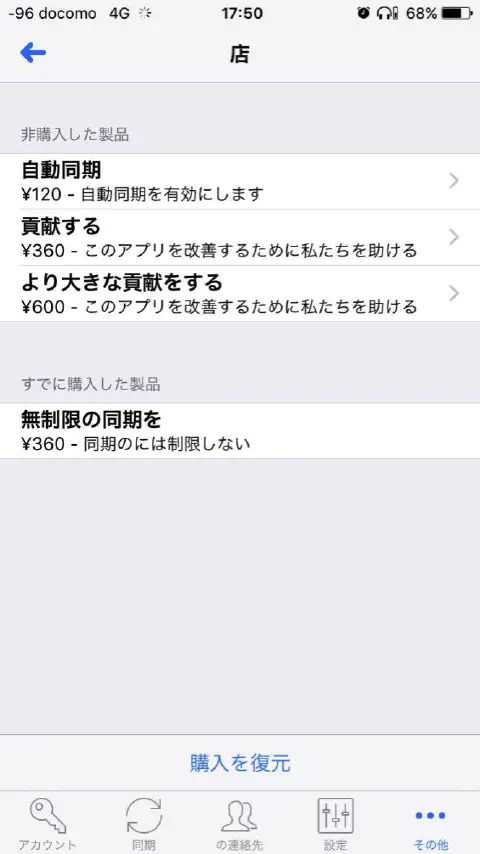 -96 docomo 4G 17:50 68%
店
非購入した製品
自動同期
¥120 - 自動同期を有効にします
貢献する
¥360 - このアプリを改善するために私たちを助ける
より大きな貢献をする
¥600 - このアプリを改善するために私たちを助ける
すでに購入した製品
無制限の同期を
¥360 - 同期のには制限しない
購入を復元
アカウント 同期 の連絡先 設定 その他